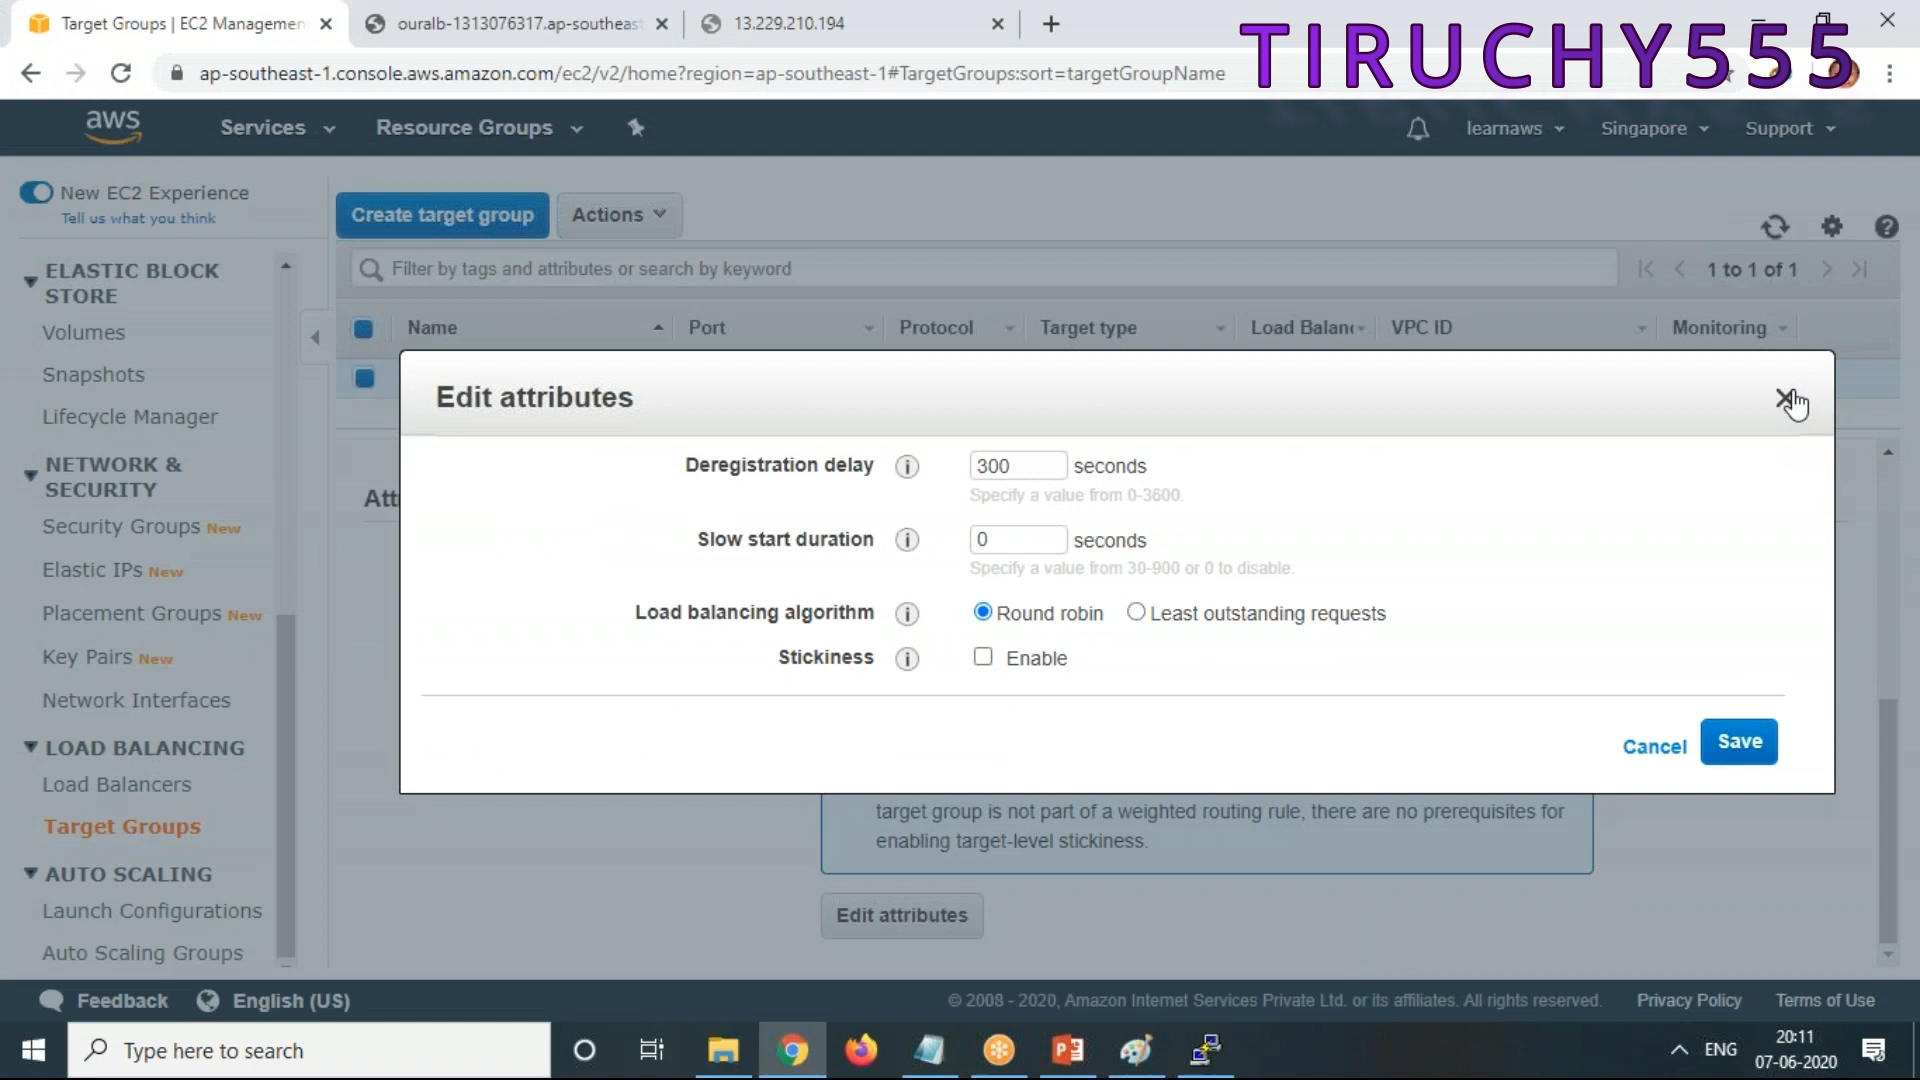 Target Groups | EC2 Managemen
ouralb-1313076317.ap-southeast
13.229.210.194
TIRUCHY555
ap-southeast-1.console.aws.amazon.com/ec2/v2/home?region=ap-southeast-1#TargetGroups:sort=targetGroupName
aws
Services
Resource Groups
learnaws
Singapore
Support
New EC2 Experience
Tell us what you think
Create target group
Actions
Filter by tags and attributes or search by keyword
1 to 1 of 1
Name
Port
Protocol
Target type
Load Balan
VPC ID
Monitoring
ELASTIC BLOCK
STORE
Volumes
Snapshots
Lifecycle Manager
NETWORK &
SECURITY
Security Groups New
Elastic IPs New
Placement Groups New
Key Pairs New
Network Interfaces
LOAD BALANCING
Load Balancers
Target Groups
AUTO SCALING
Launch Configurations
Auto Scaling Groups
Att
Edit attributes
Deregistration delay
300 seconds
Specify a value from 0-3600.
Slow start duration
0 seconds
Specify a value from 30-900 or 0 to disable.
Load balancing algorithm
Round robin
Least outstanding requests
Stickiness
Enable
Cancel
Save
target group is not part of a weighted routing rule, there are no prerequisites for
enabling target-level stickiness.
Edit attributes
Feedback
English (US)
© 2008 - 2020, Amazon Internet Services Private Ltd. or its affiliates. All rights reserved.
Privacy Policy
Terms of Use
Type here to search
ENG
20:11
07-06-2020